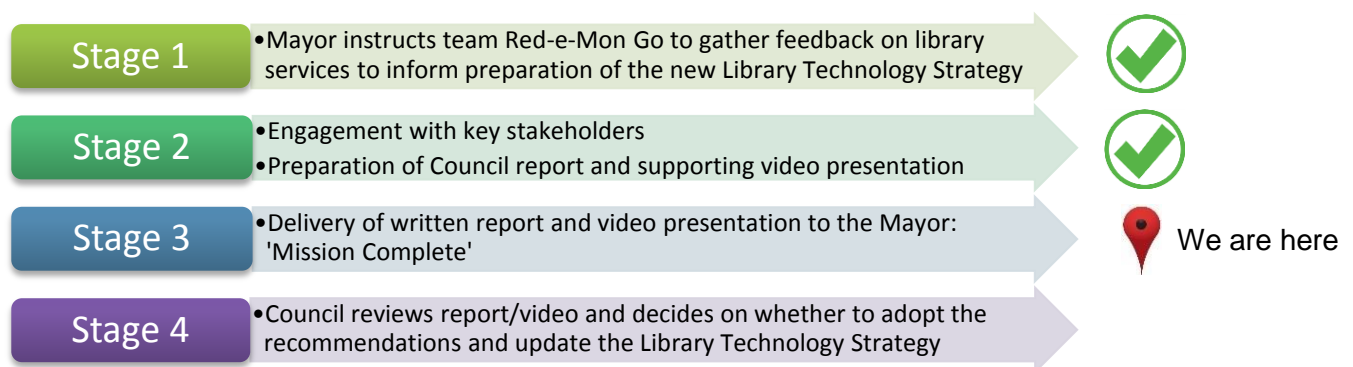 Stage 1
•Mayor instructs team Red-e-Mon Go to gather feedback on library
services to inform preparation of the new Library Technology Strategy
Stage 2
•Engagement with key stakeholders
•Preparation of Council report and supporting video presentation
Stage 3
•Delivery of written report and video presentation to the Mayor:
'Mission Complete'
We are here
Stage 4
•Council reviews report/video and decides on whether to adopt the
recommendations and update the Library Technology Strategy